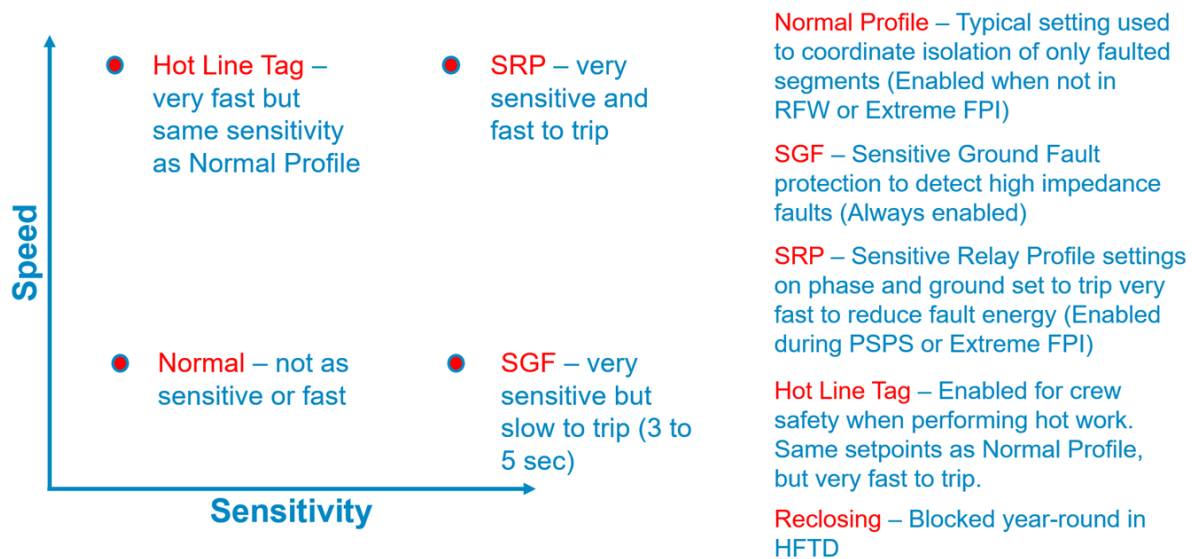 Speed
Hot Line Tag –
very fast but
same sensitivity
as Normal Profile
SRP – very
sensitive and
fast to trip
Normal – not as
sensitive or fast
SGF – very
sensitive but
slow to trip (3 to
5 sec)
Sensitivity
Normal Profile – Typical setting used
to coordinate isolation of only faulted
segments (Enabled when not in
RFW or Extreme FPI)
SGF – Sensitive Ground Fault
protection to detect high impedance
faults (Always enabled)
SRP – Sensitive Relay Profile settings
on phase and ground set to trip very
fast to reduce fault energy (Enabled
during PSPS or Extreme FPI)
Hot Line Tag – Enabled for crew
safety when performing hot work.
Same setpoints as Normal Profile,
but very fast to trip.
Reclosing – Blocked year-round in
HFTD